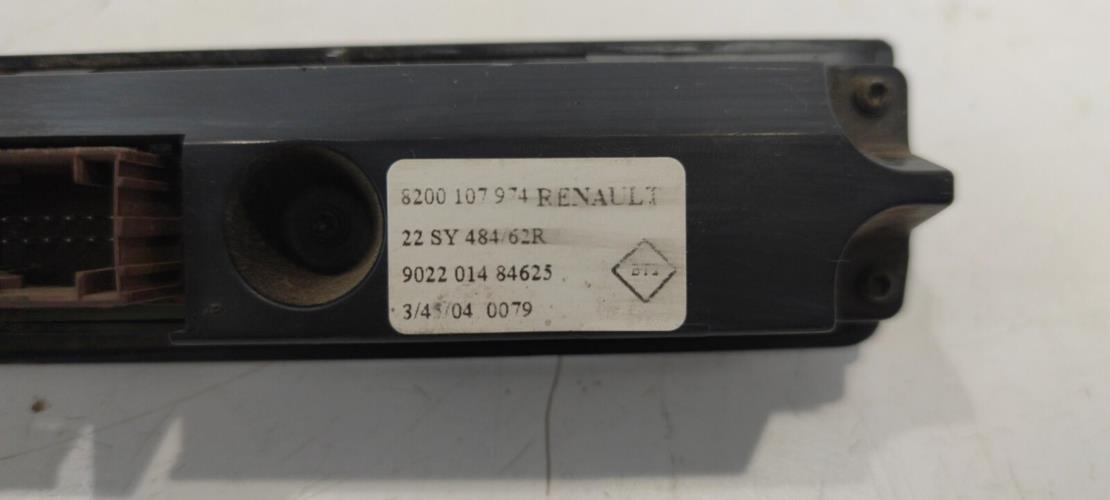 8200 107 974 RENAULT
22 SY 484/62R
9022 014 84625
3/45/04 0079